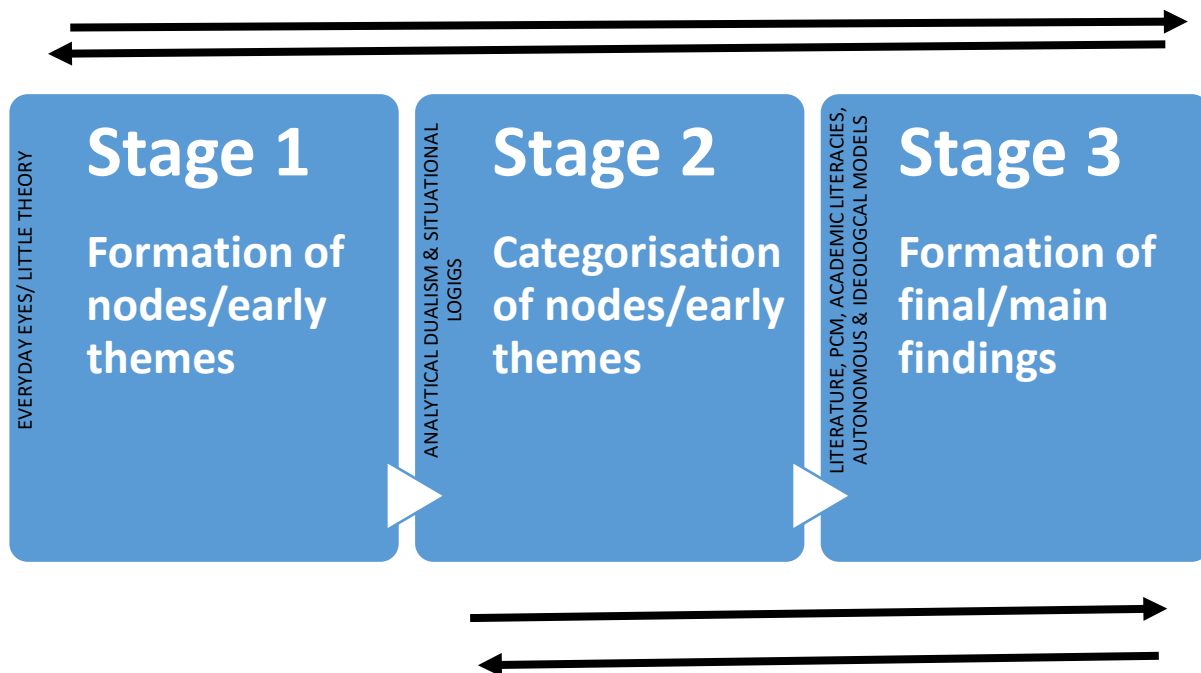 EVERYDAY EYES/ LITTLE THEORY
Stage 1
Formation of
nodes/early
themes
ANALYTICAL DUALISM & SITUATIONAL
LOGIGS
Stage 2
Categorisation
of nodes/early
themes
LITERATURE, PCM, ACADEMIC LITERACIES,
AUTONOMOUS & IDEOLOGCAL MODELS
Stage 3
Formation of
final/main
findings